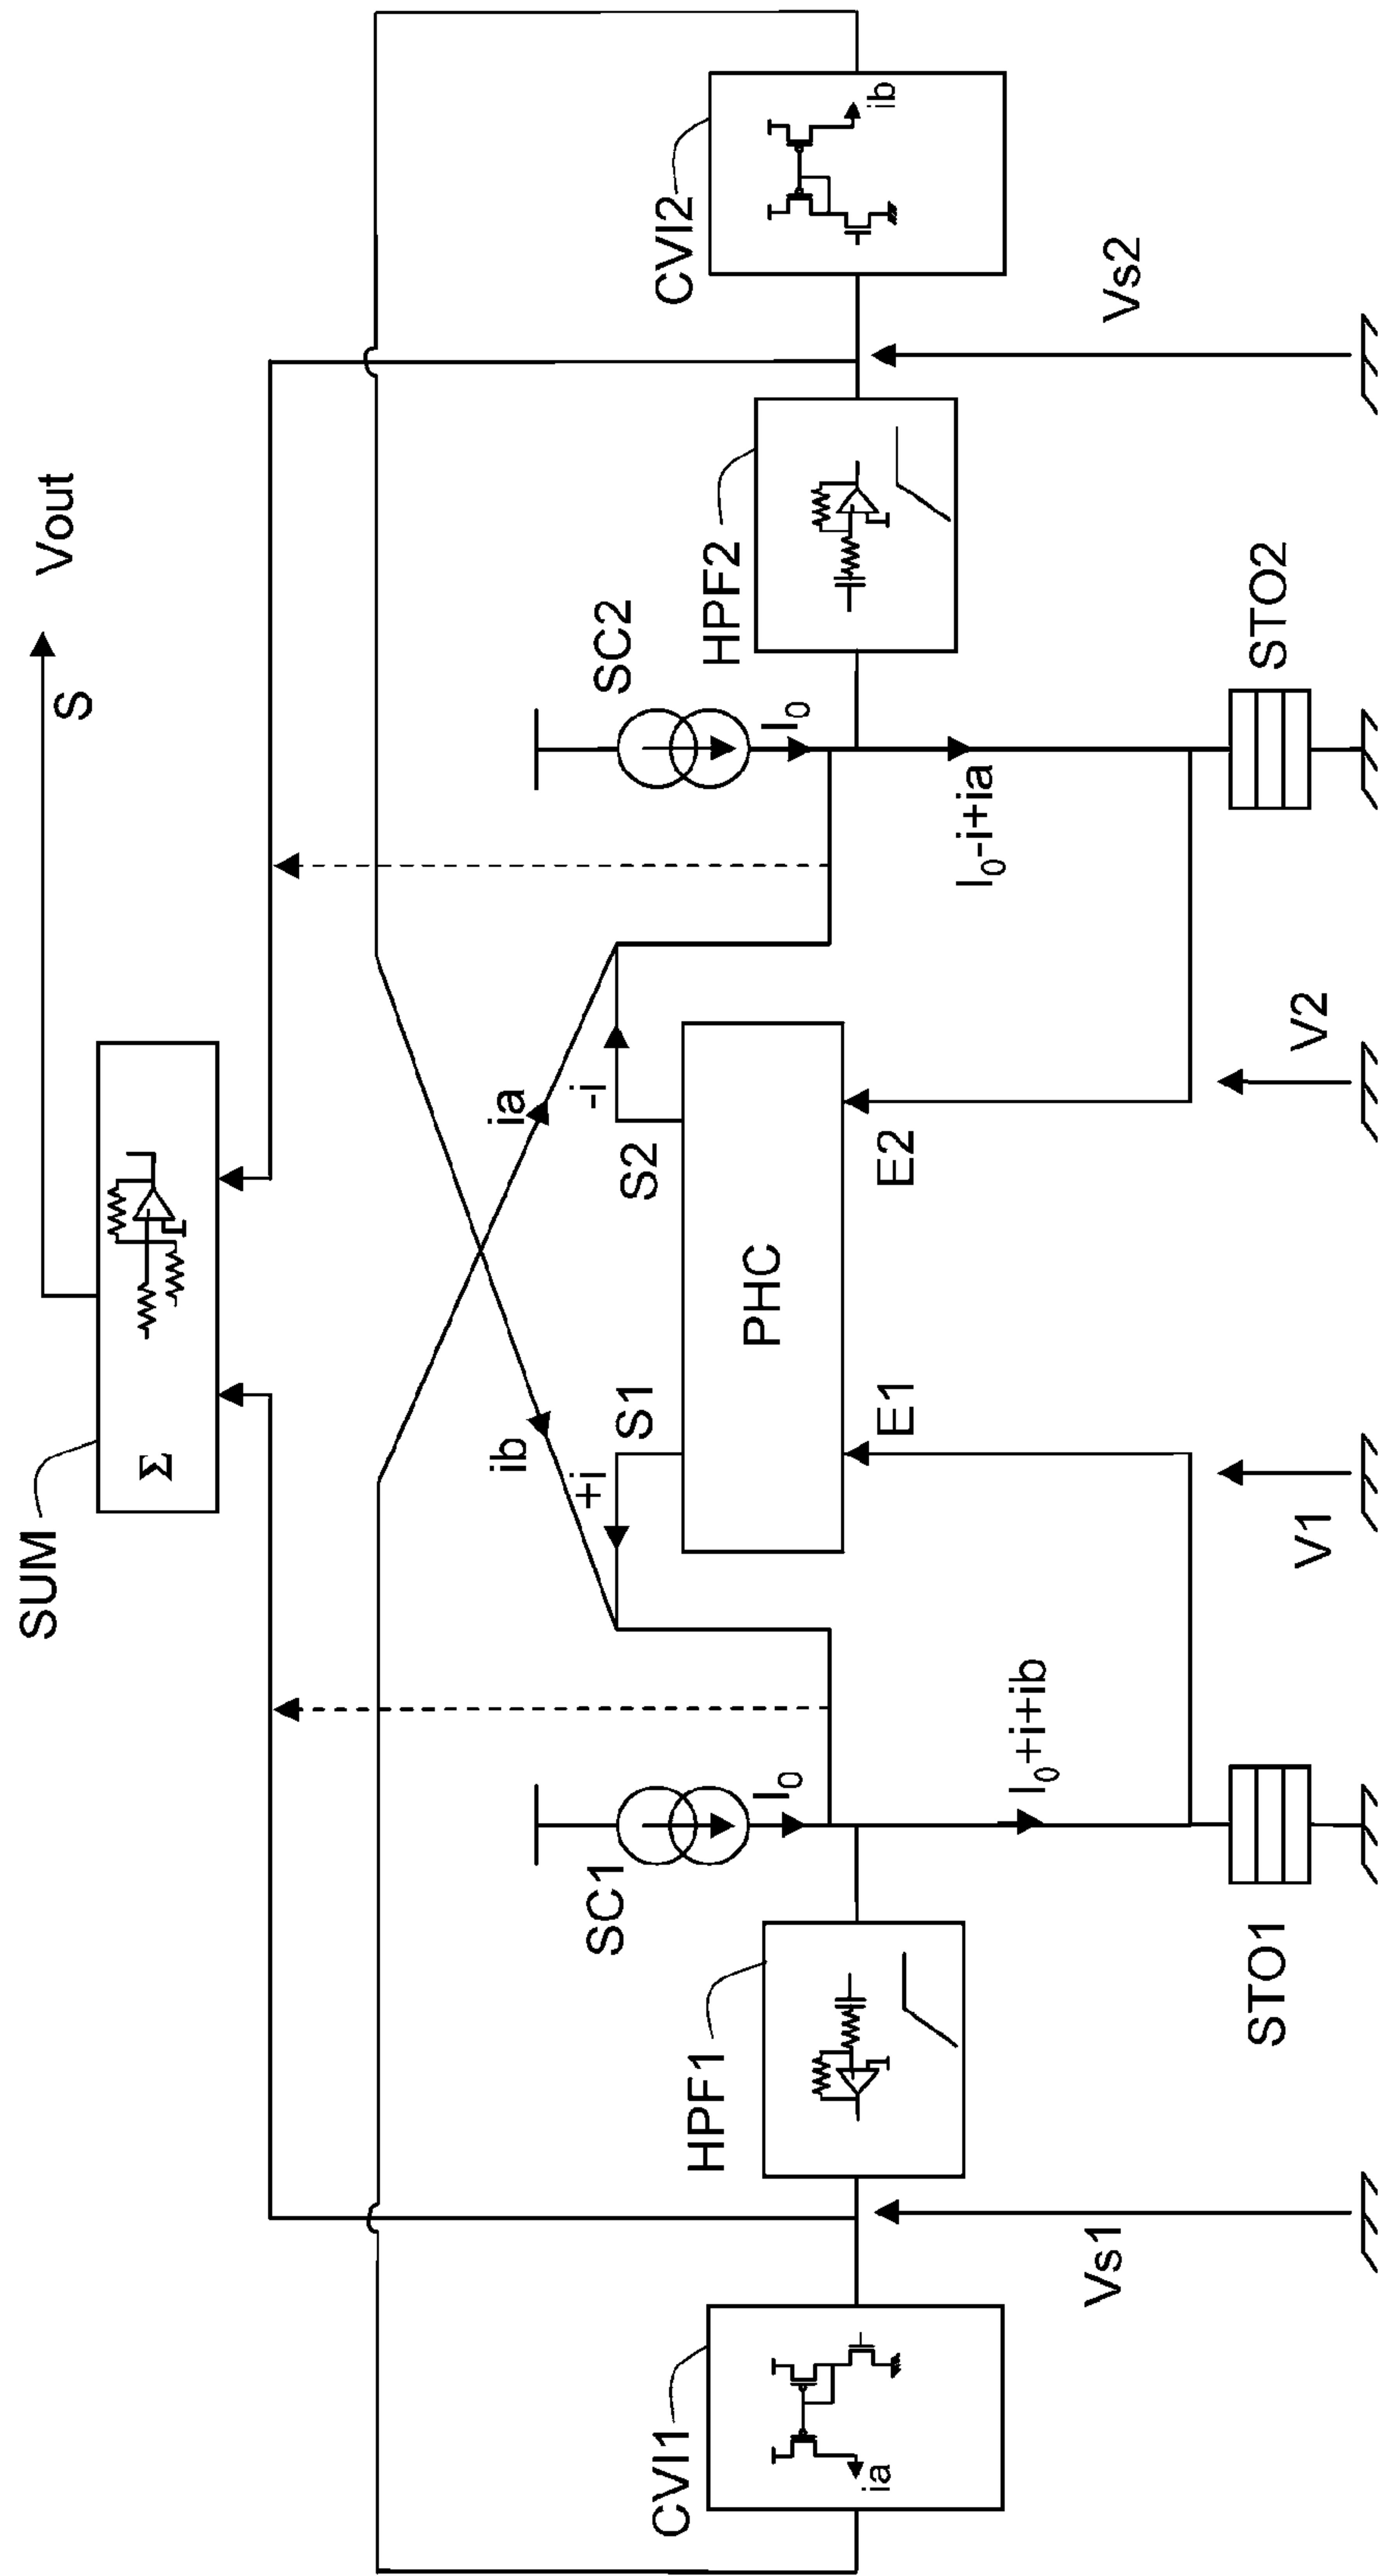 S
Vout
SUM
Σ
ib
ia
CVI1
ia
HPF1
Vs1
SC1
I0
I0+i+ib
STO1
+i
S1
PHC
S2
-i
E1
E2
V1
V2
SC2
I0
I0-i+ia
STO2
HPF2
Vs2
CVI2
ib